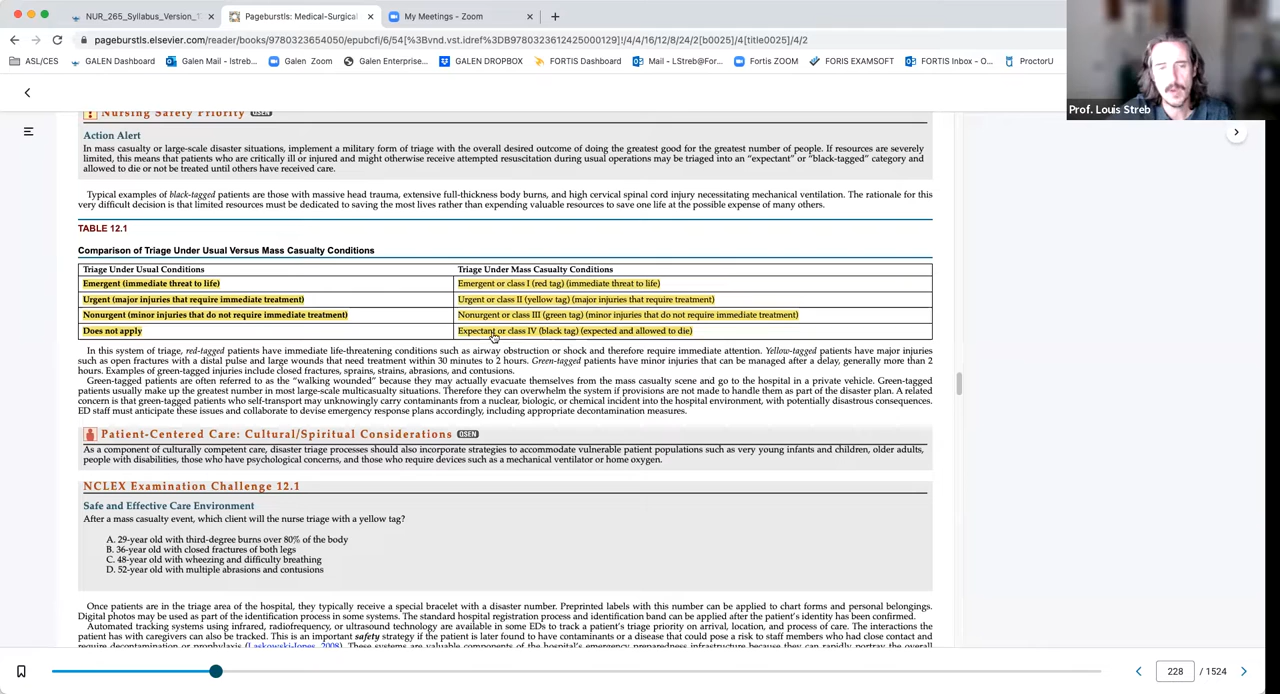 NUR_265_Syllabus_Version_
Pageburstls: Medical-Surgical
My Meetings - Zoom
pageburstls.elsevier.com/reader/books/9780323654050/epubcfi/6/54[%3Bvnd.vst.idref%3DB9780323612425000129]!/4/4/16/12/8/24/2[b0025]/4[title0025]/4/2
ASL/CES GALEN Dashboard Galen Mail - lstreb... Galen Zoom Galen Enterprise... GALEN DROPBOX FORTIS Dashboard Mail - LStreb@For... Fortis ZOOM FORIS EXAMSOFT FORTIS Inbox - O... ProctorU
Prof. Louis Streb
Nursing Safety Priority QSEN
Action Alert
In mass casualty or large-scale disaster situations, implement a military form of triage with the overall desired outcome of doing the greatest good for the greatest number of people. If resources are severely
limited, this means that patients who are critically ill or injured and might otherwise receive attempted resuscitation during usual operations may be triaged into an “expectant” or “black-tagged” category and
allowed to die or not be treated until others have received care.
Typical examples of black-tagged patients are those with massive head trauma, extensive full-thickness body burns, and high cervical spinal cord injury necessitating mechanical ventilation. The rationale for this
very difficult decision is that limited resources must be dedicated to saving the most lives rather than expending valuable resources to save one life at the possible expense of many others.
TABLE 12.1
Comparison of Triage Under Usual Versus Mass Casualty Conditions
Triage Under Usual Conditions Triage Under Mass Casualty Conditions
Emergent (immediate threat to life) Emergent or class I (red tag) (immediate threat to life)
Urgent (major injuries that require immediate treatment) Urgent or class II (yellow tag) (major injuries that require treatment)
Nonurgent (minor injuries that do not require immediate treatment) Nonurgent or class III (green tag) (minor injuries that do not require immediate treatment)
Does not apply Expectant or class IV (black tag) (expected and allowed to die)
In this system of triage, red-tagged patients have immediate life-threatening conditions such as airway obstruction or shock and therefore require immediate attention. Yellow-tagged patients have major injuries
such as open fractures with a distal pulse and large wounds that need treatment within 30 minutes to 2 hours. Green-tagged patients have minor injuries that can be managed after a delay, generally more than 2
hours. Examples of green-tagged injuries include closed fractures, sprains, strains, abrasions, and contusions.
Green-tagged patients are often referred to as the “walking wounded” because they may actually evacuate themselves from the mass casualty scene and go to the hospital in a private vehicle. Green-tagged
patients usually make up the greatest number in most large-scale multicasualty situations. Therefore they can overwhelm the system if provisions are not made to handle them as part of the disaster plan. A related
concern is that green-tagged patients who self-transport may unknowingly carry contaminants from a nuclear, biologic, or chemical incident into the hospital environment, with potentially disastrous consequences.
ED staff must anticipate these issues and collaborate to devise emergency response plans accordingly, including appropriate decontamination measures.
Patient-Centered Care: Cultural/Spiritual Considerations QSEN
As a component of culturally competent care, disaster triage processes should also incorporate strategies to accommodate vulnerable patient populations such as very young infants and children, older adults,
people with disabilities, those who have psychological concerns, and those who require devices such as a mechanical ventilator or home oxygen.
NCLEX Examination Challenge 12.1
Safe and Effective Care Environment
After a mass casualty event, which client will the nurse triage with a yellow tag?
A. 29-year old with third-degree burns over 80% of the body
B. 36-year old with closed fractures of both legs
C. 48-year old with wheezing and difficulty breathing
D. 52-year old with multiple abrasions and contusions
Once patients are in the triage area of the hospital, they typically receive a special bracelet with a disaster number. Preprinted labels with this number can be applied to chart forms and personal belongings.
Digital photos may be used as part of the identification process in some systems. The standard hospital registration process and identification band can be applied after the patient's identity has been confirmed.
Automated tracking systems using infrared, radiofrequency, or ultrasound technology are available in some EDs to track a patient's triage priority on arrival, location, and process of care. The interactions the
patient has with caregivers can also be tracked. This is an important safety strategy if the patient is later found to have contaminants or a disease that could pose a risk to staff members who had close contact and
require decontamination or prophylaxis (Laskowski-Jones, 2008). These systems are valuable components of the hospital's emergency preparedness infrastructure because they can rapidly portray the overall
228 / 1524